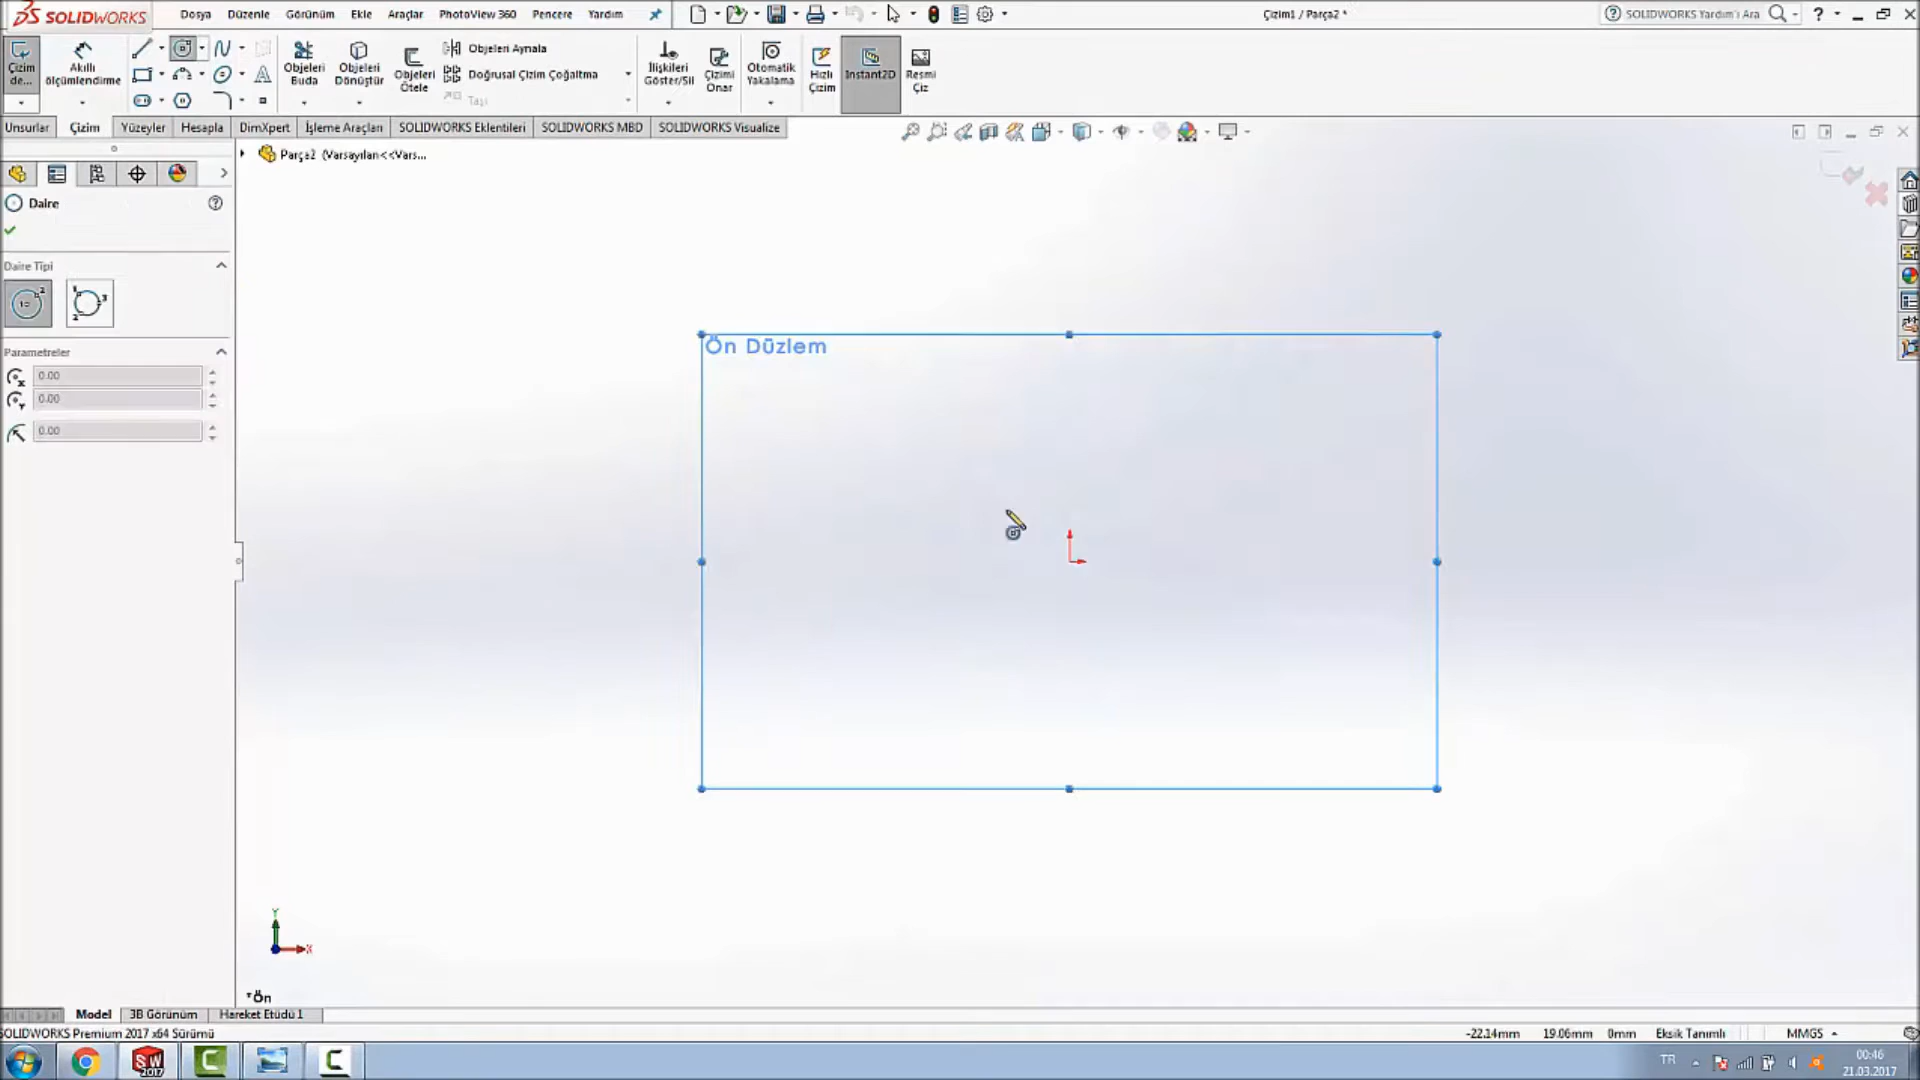 SOLIDWORKS
Dosya
Düzenle
Görünüm
Ekle
Araçlar
PhotoView 360
Pencere
Yardım
Çizim1 / Parça2 *
SOLIDWORKS Yardım'ı Ara
Çizim
de...
Akıllı
ölçümlendirme
Objeleri
Buda
Objeleri
Dönüştür
Objeleri
Ötele
Objeleri Aynala
Doğrusal Çizim Çoğaltma
Taşı
İlişkileri
Göster/Sil
Çizimi
Onar
Otomatik
Yakalama
Hızlı
Çizim
Instant2D
Resmi
Çiz
Unsurlar
Çizim
Yüzeyler
Hesapla
DimXpert
İşleme Araçları
SOLIDWORKS Eklentileri
SOLIDWORKS MBD
SOLIDWORKS Visualize
Parça2 (Varsayılan<<Vars...
Daire
Daire Tipi
Parametreler
0.00
0.00
0.00
Ön Düzlem
Y
X
*Ön
Model
3B Görünüm
Hareket Etüdü 1
SOLIDWORKS Premium 2017 x64 Sürümü
-22.14mm
19.06mm
0mm
Eksik Tanımlı
MMGS
TR
00:46
21.03.2017